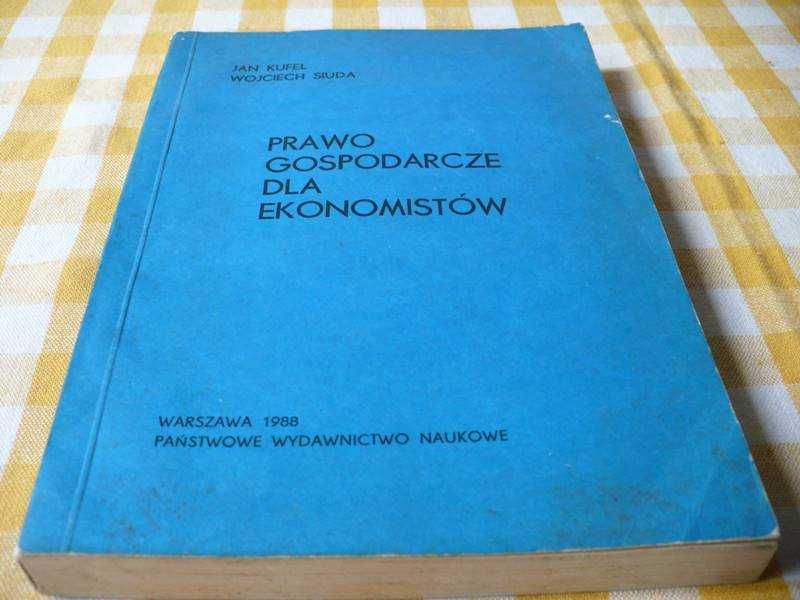 JAN KUFEL
WOJCIECH SIUDA
PRAWO
GOSPODARCZE
DLA
EKONOMISTÓW
WARSZAWA 1988
PAŃSTWOWE WYDAWNICTWO NAUKOWE